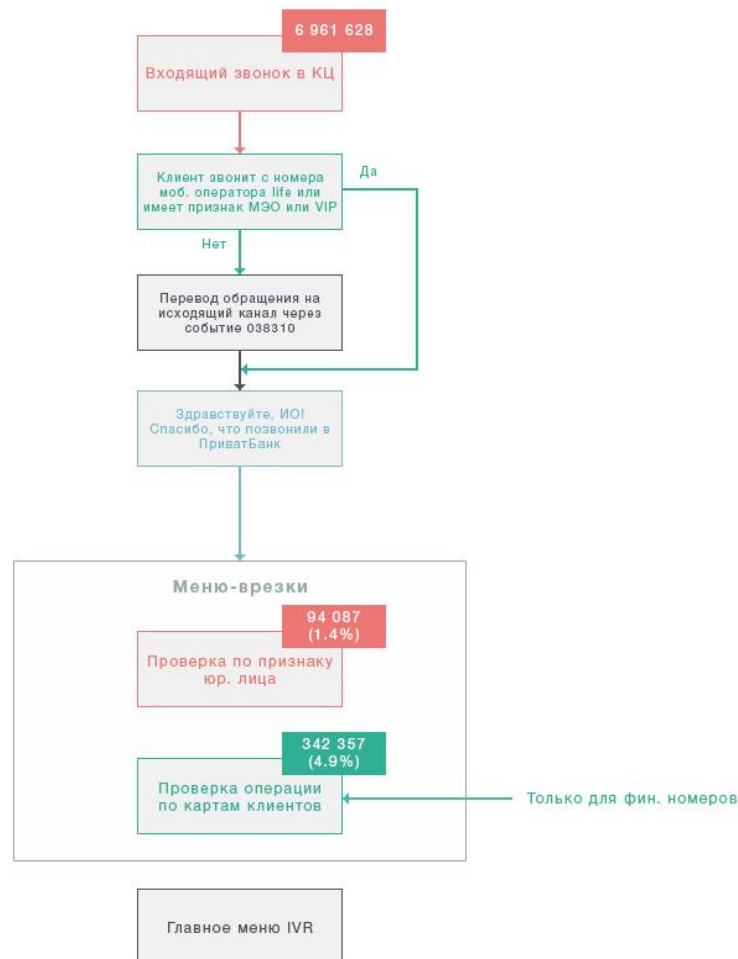 6 961 628
Входящий звонок в КЦ
Клиент звонит с номера
моб. оператора life или
имеет признак МЭО или VIP
Да
Нет
Перевод обращения на
исходящий канал через
событие 038310
Здравствуйте, ИО!
Спасибо, что позвонили в
ПриватБанк
Меню-врезки
94 087
(1.4%)
Проверка по признаку
юр. лица
342 357
(4.9%)
Проверка операции
по картам клиентов
Только для фин. номеров
Главное меню IVR